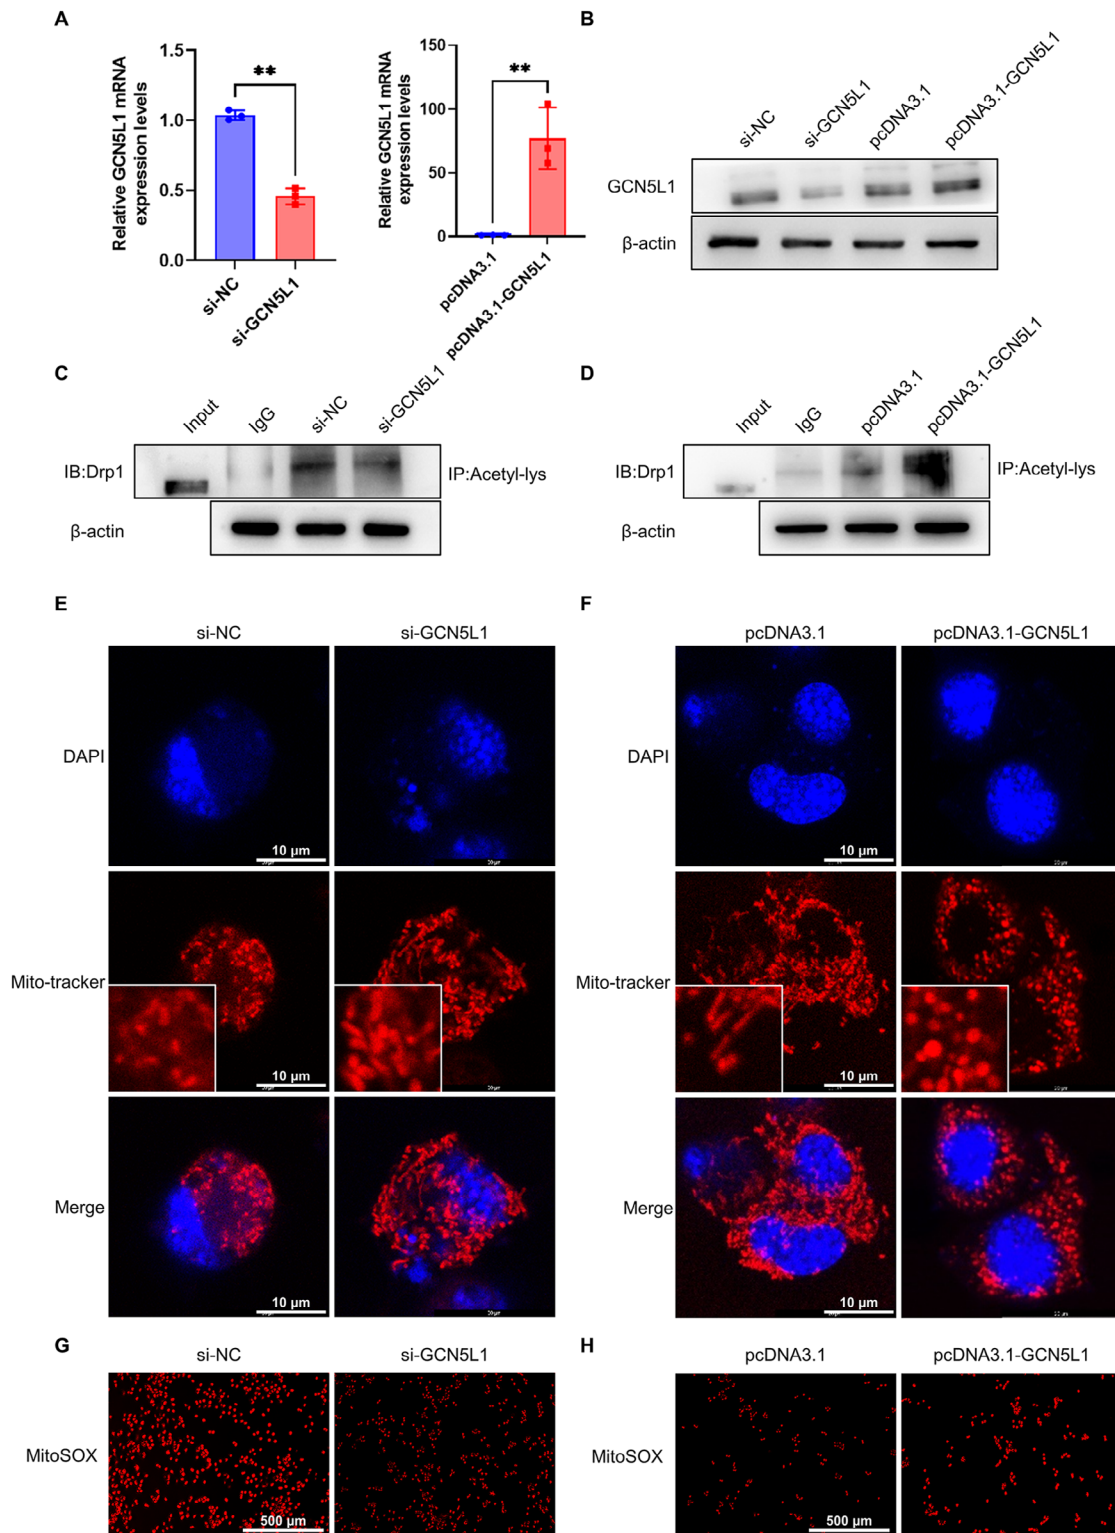 A
Relative GCN5L1 mRNA
expression levels
1.5
1.0
0.5
0.0
**
si-NC
si-GCN5L1
Relative GCN5L1 mRNA
expression levels
150
100
50
0
**
pcDNA3.1
pcDNA3.1-GCN5L1
B
si-NC
si-GCN5L1
pcDNA3.1
pcDNA3.1-GCN5L1
GCN5L1
β-actin
C
Input
IgG
si-NC
si-GCN5L1
IB:Drp1
IP:Acetyl-lys
β-actin
D
Input
IgG
pcDNA3.1
pcDNA3.1-GCN5L1
IB:Drp1
IP:Acetyl-lys
β-actin
E
si-NC
si-GCN5L1
DAPI
10 μm
Mito-tracker
10 μm
Merge
10 μm
F
pcDNA3.1
pcDNA3.1-GCN5L1
DAPI
10 μm
Mito-tracker
10 μm
Merge
10 μm
G
si-NC
si-GCN5L1
MitoSOX
500 μm
H
pcDNA3.1
pcDNA3.1-GCN5L1
MitoSOX
500 μm